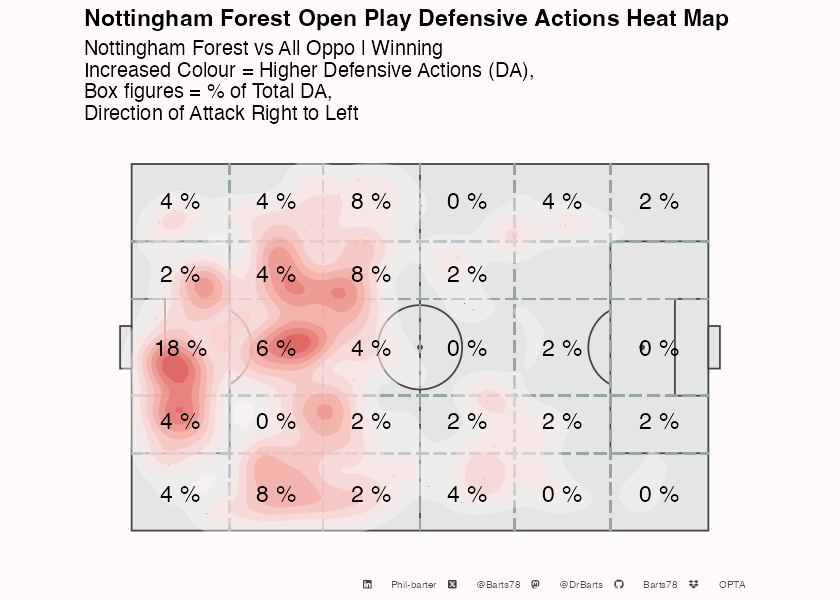 Nottingham Forest Open Play Defensive Actions Heat Map
Nottingham Forest vs All Oppo | Winning
Increased Colour = Higher Defensive Actions (DA),
Box figures = % of Total DA,
Direction of Attack Right to Left
4 % 4 % 8 % 0 % 4 % 2 %
2 % 4 % 8 % 2 %
18 % 6 % 4 % 0 % 2 % 0 %
4 % 0 % 2 % 2 % 2 % 2 %
4 % 8 % 2 % 4 % 0 % 0 %
Phil-barter @Barts78 @DrBarts Barts78 OPTA